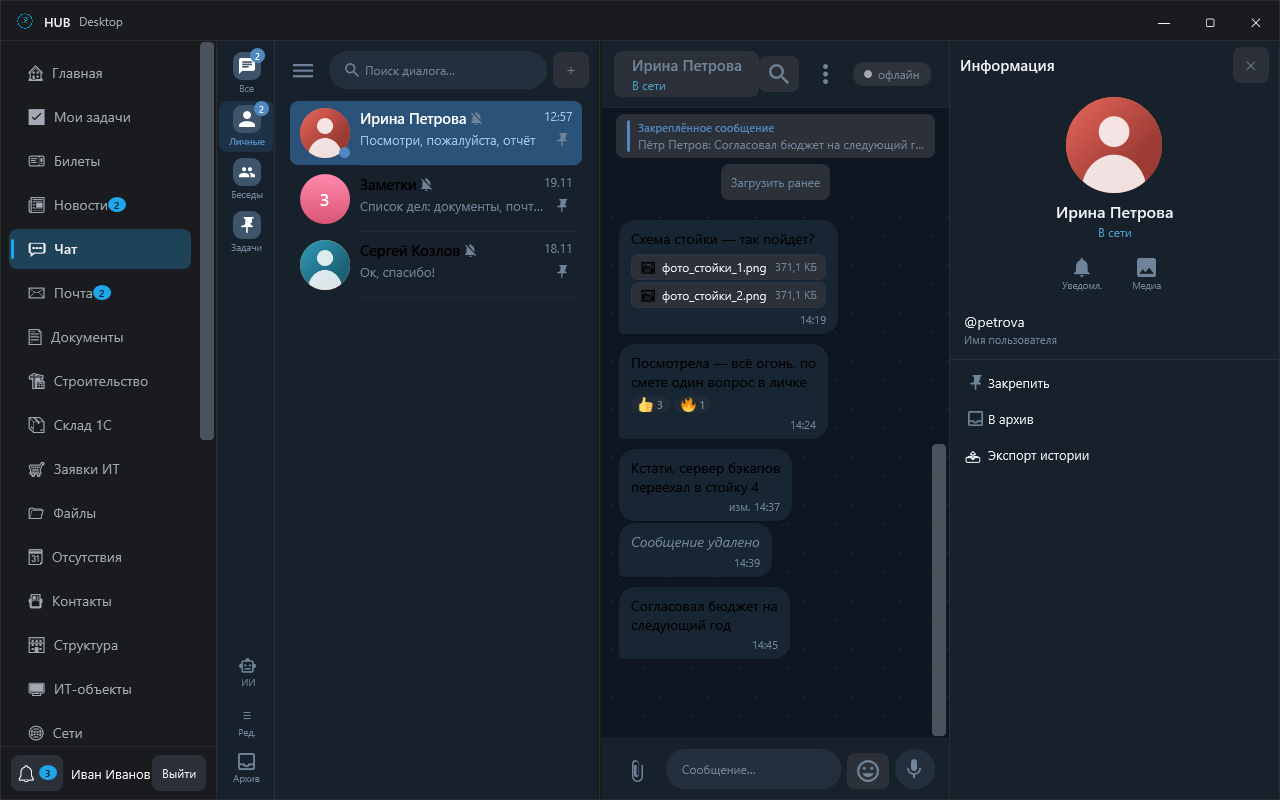 HUB Desktop
Главная
Мои задачи
Билеты
Новости 2
Чат
Почта 2
Документы
Строительство
Склад 1С
Заявки ИТ
Файлы
31 Отсутствия
Контакты
Структура
ИТ-объекты
Сети
3 Иван Иванов Выйти
2
Все
2
Личные
Беседы
Задачи
ИИ
Ред.
Архив
Поиск диалога... +
Ирина Петрова 12:57
Посмотри, пожалуйста, отчёт
З
Заметки 19.11
Список дел: документы, почт...
Сергей Козлов 18.11
Ок, спасибо!
Ирина Петрова
В сети
офлайн
Закреплённое сообщение
Пётр Петров: Согласовал бюджет на следующий г...
Загрузить ранее
Схема стойки — так пойдёт?
фото_стойки_1.png 371,1 КБ
фото_стойки_2.png 371,1 КБ
14:19
Посмотрела — всё огонь, по
смете один вопрос в личке
👍 3 🔥 1
14:24
Кстати, сервер бэкапов
переехал в стойку 4
изм. 14:37
Сообщение удалено
14:39
Согласовал бюджет на
следующий год
14:45
Сообщение...
Информация
Ирина Петрова
В сети
Уведомл. Медиа
@petrova
Имя пользователя
Закрепить
В архив
Экспорт истории